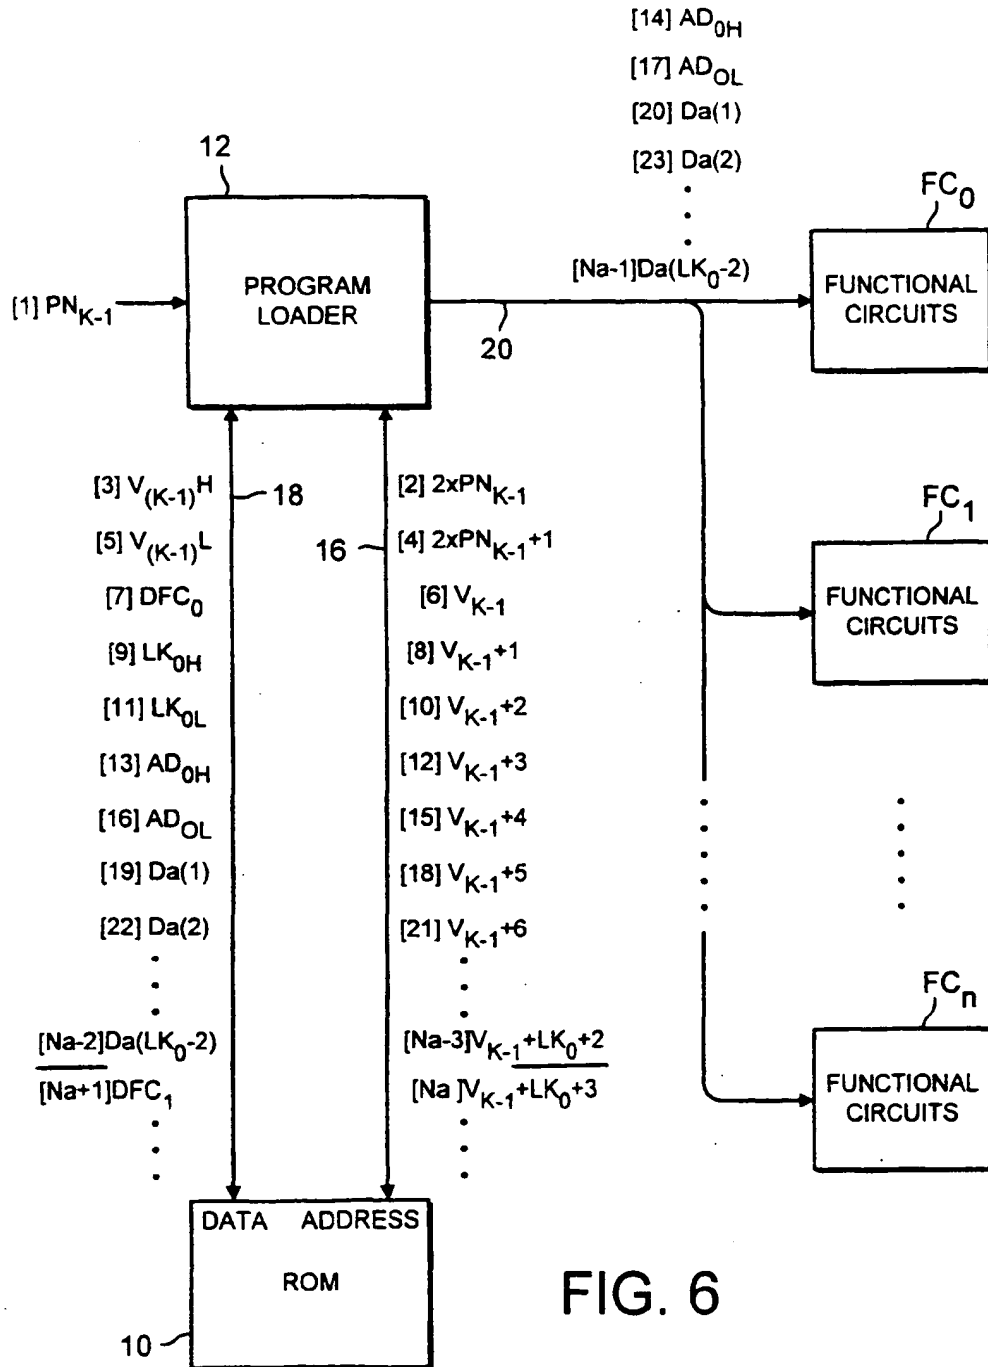 [14] AD0H
[17] ADOL
[20] Da(1)
[23] Da(2)
[Na-1]Da(LK0-2)
12
PROGRAM
LOADER
[1] PNK-1
20
FC0
FUNCTIONAL
CIRCUITS
[3] V(K-1)H
18
[2] 2xPNK-1
[5] V(K-1)L
16
[4] 2xPNK-1+1
[7] DFC0
[6] VK-1
[9] LK0H
[8] VK-1+1
[11] LK0L
[10] VK-1+2
[13] AD0H
[12] VK-1+3
[16] ADOL
[15] VK-1+4
[19] Da(1)
[18] VK-1+5
[22] Da(2)
[21] VK-1+6
[Na-2]Da(LK0-2)
[Na-3]VK-1+LK0+2
[Na+1]DFC1
[Na ]VK-1+LK0+3
FC1
FUNCTIONAL
CIRCUITS
FCn
FUNCTIONAL
CIRCUITS
DATA ADDRESS
ROM
10
FIG. 6